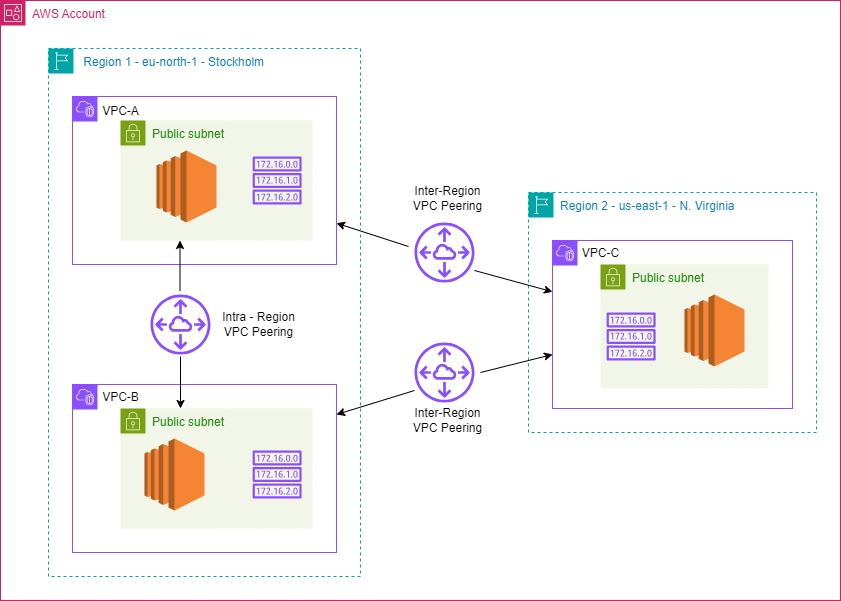 AWS Account
Region 1 - eu-north-1 - Stockholm
VPC-A
Public subnet
172.16.0.0
172.16.1.0
172.16.2.0
Inter-Region
VPC Peering
Region 2 - us-east-1 - N. Virginia
VPC-C
Public subnet
172.16.0.0
172.16.1.0
172.16.2.0
Intra - Region
VPC Peering
Inter-Region
VPC Peering
VPC-B
Public subnet
172.16.0.0
172.16.1.0
172.16.2.0